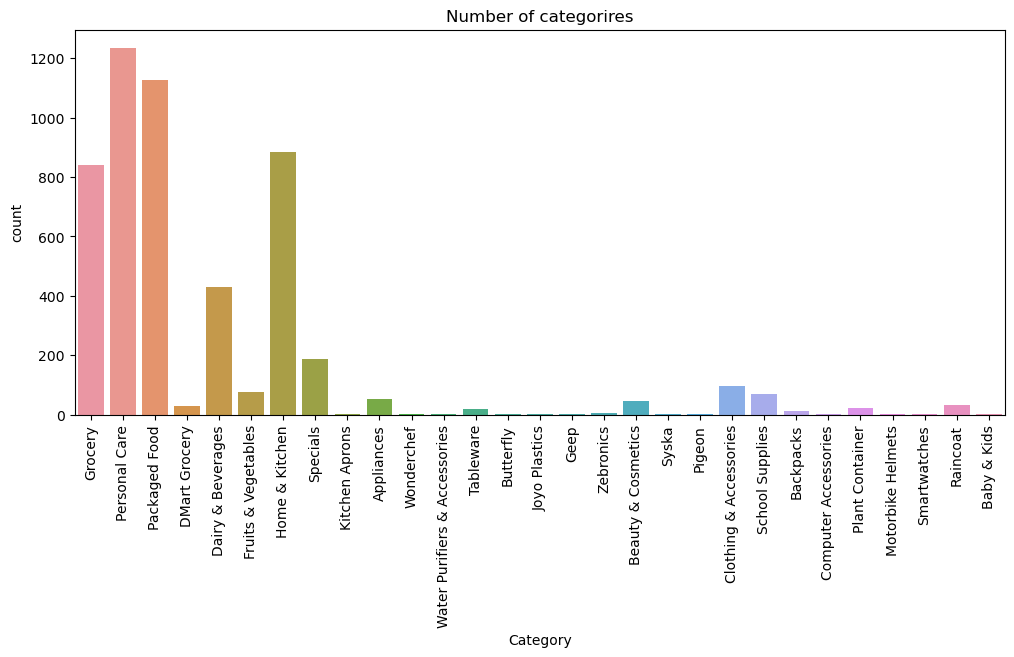 Number of categorires
count
1200
1000
800
600
400
200
0
Grocery
Personal Care
Packaged Food
DMart Grocery
Dairy & Beverages
Fruits & Vegetables
Home & Kitchen
Specials
Kitchen Aprons
Appliances
Wonderchef
Water Purifiers & Accessories
Tableware
Butterfly
Joyo Plastics
Geep
Zebronics
Beauty & Cosmetics
Syska
Pigeon
Clothing & Accessories
School Supplies
Backpacks
Computer Accessories
Plant Container
Motorbike Helmets
Smartwatches
Raincoat
Baby & Kids
Category